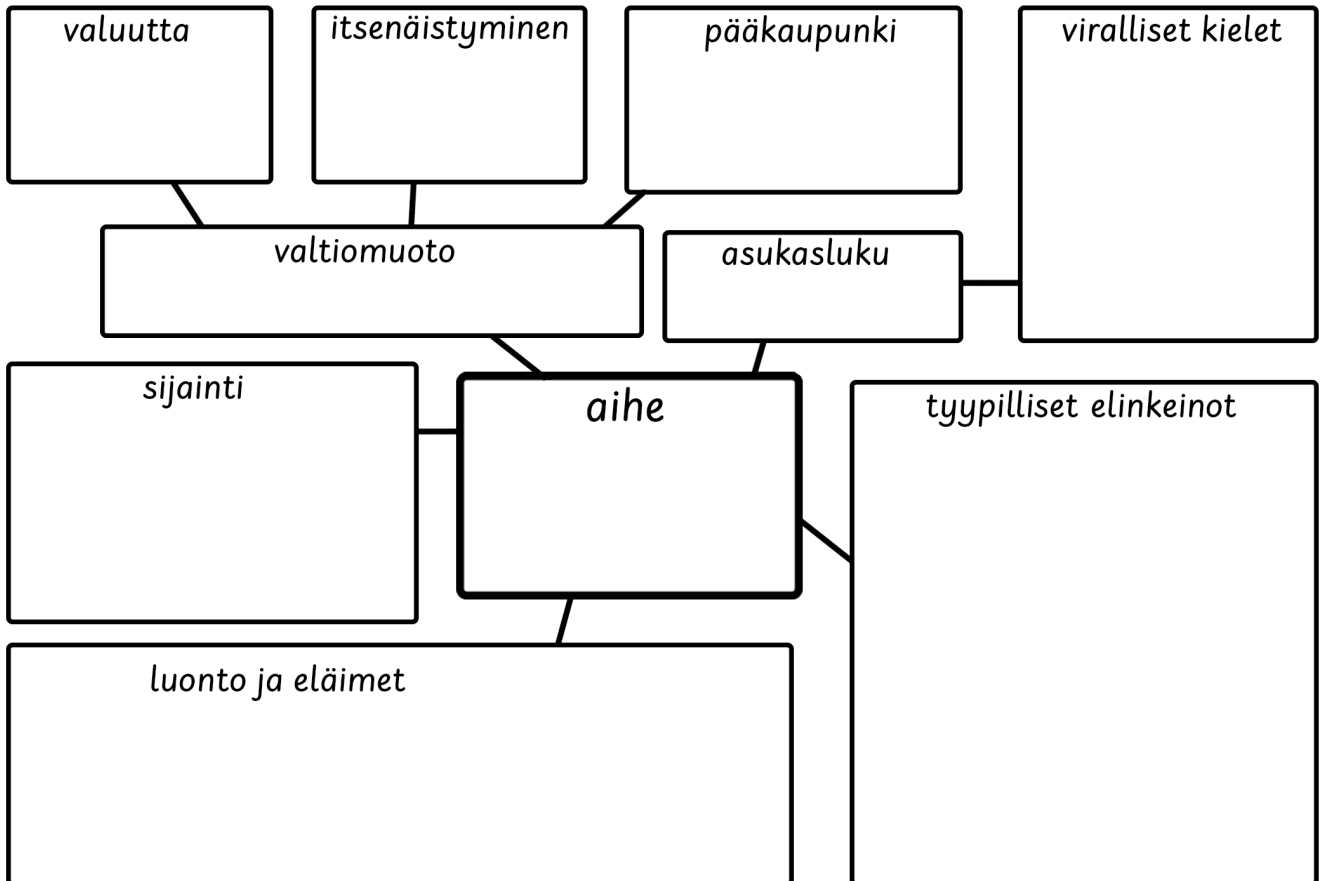 valuutta
itsenäistyminen
pääkaupunki
viralliset kielet
valtiomuoto
asukasluku
sijainti
aihe
tyypilliset elinkeinot
luonto ja eläimet